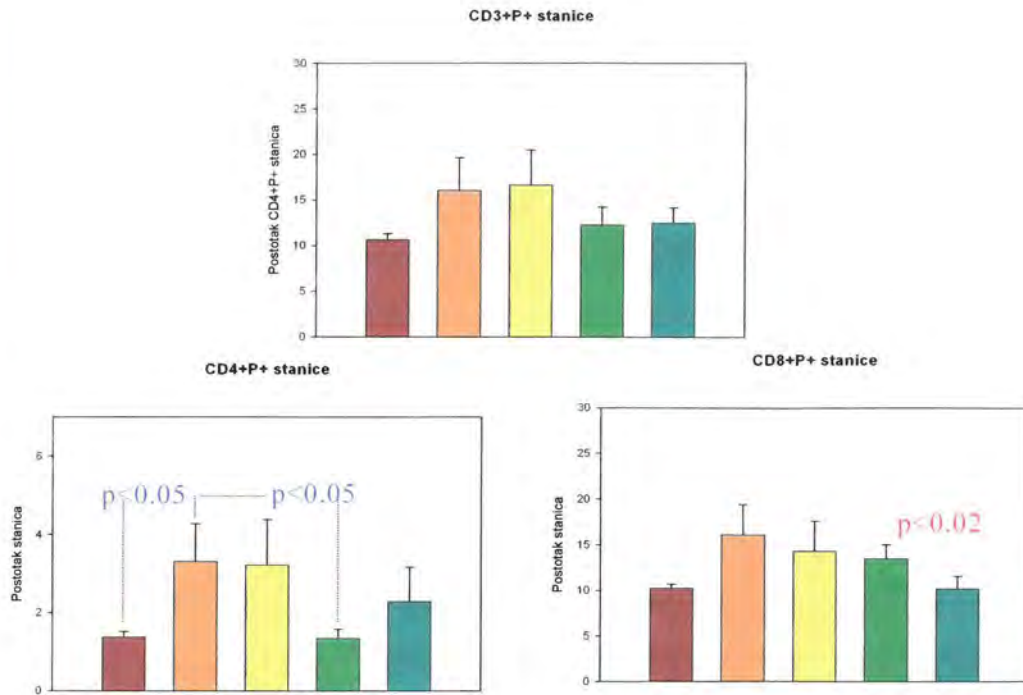 CD3+P+ stanice
Postotak CD4+P+ stanica
30
25
20
15
10
5
0
CD4+P+ stanice
Postotak stanica
6
4
2
0
p<0.05
p<0.05
CD8+P+ stanice
Postotak stanica
30
25
20
15
10
5
0
p<0.02